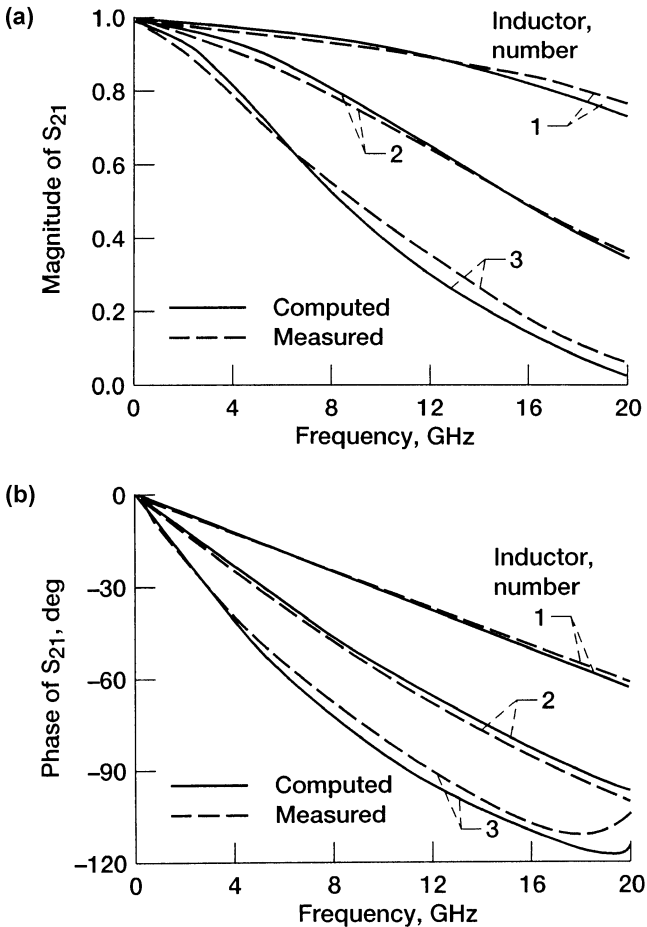 (a)
Inductor,
number
1.0
0.8
0.6
0.4
0.2
0.0
Magnitude of S21
1
2
3
Computed
Measured
0
4
8
12
16
20
Frequency, GHz
(b)
Inductor,
number
0
−30
−60
−90
−120
Phase of S21, deg
1
2
3
Computed
Measured
0
4
8
12
16
20
Frequency, GHz